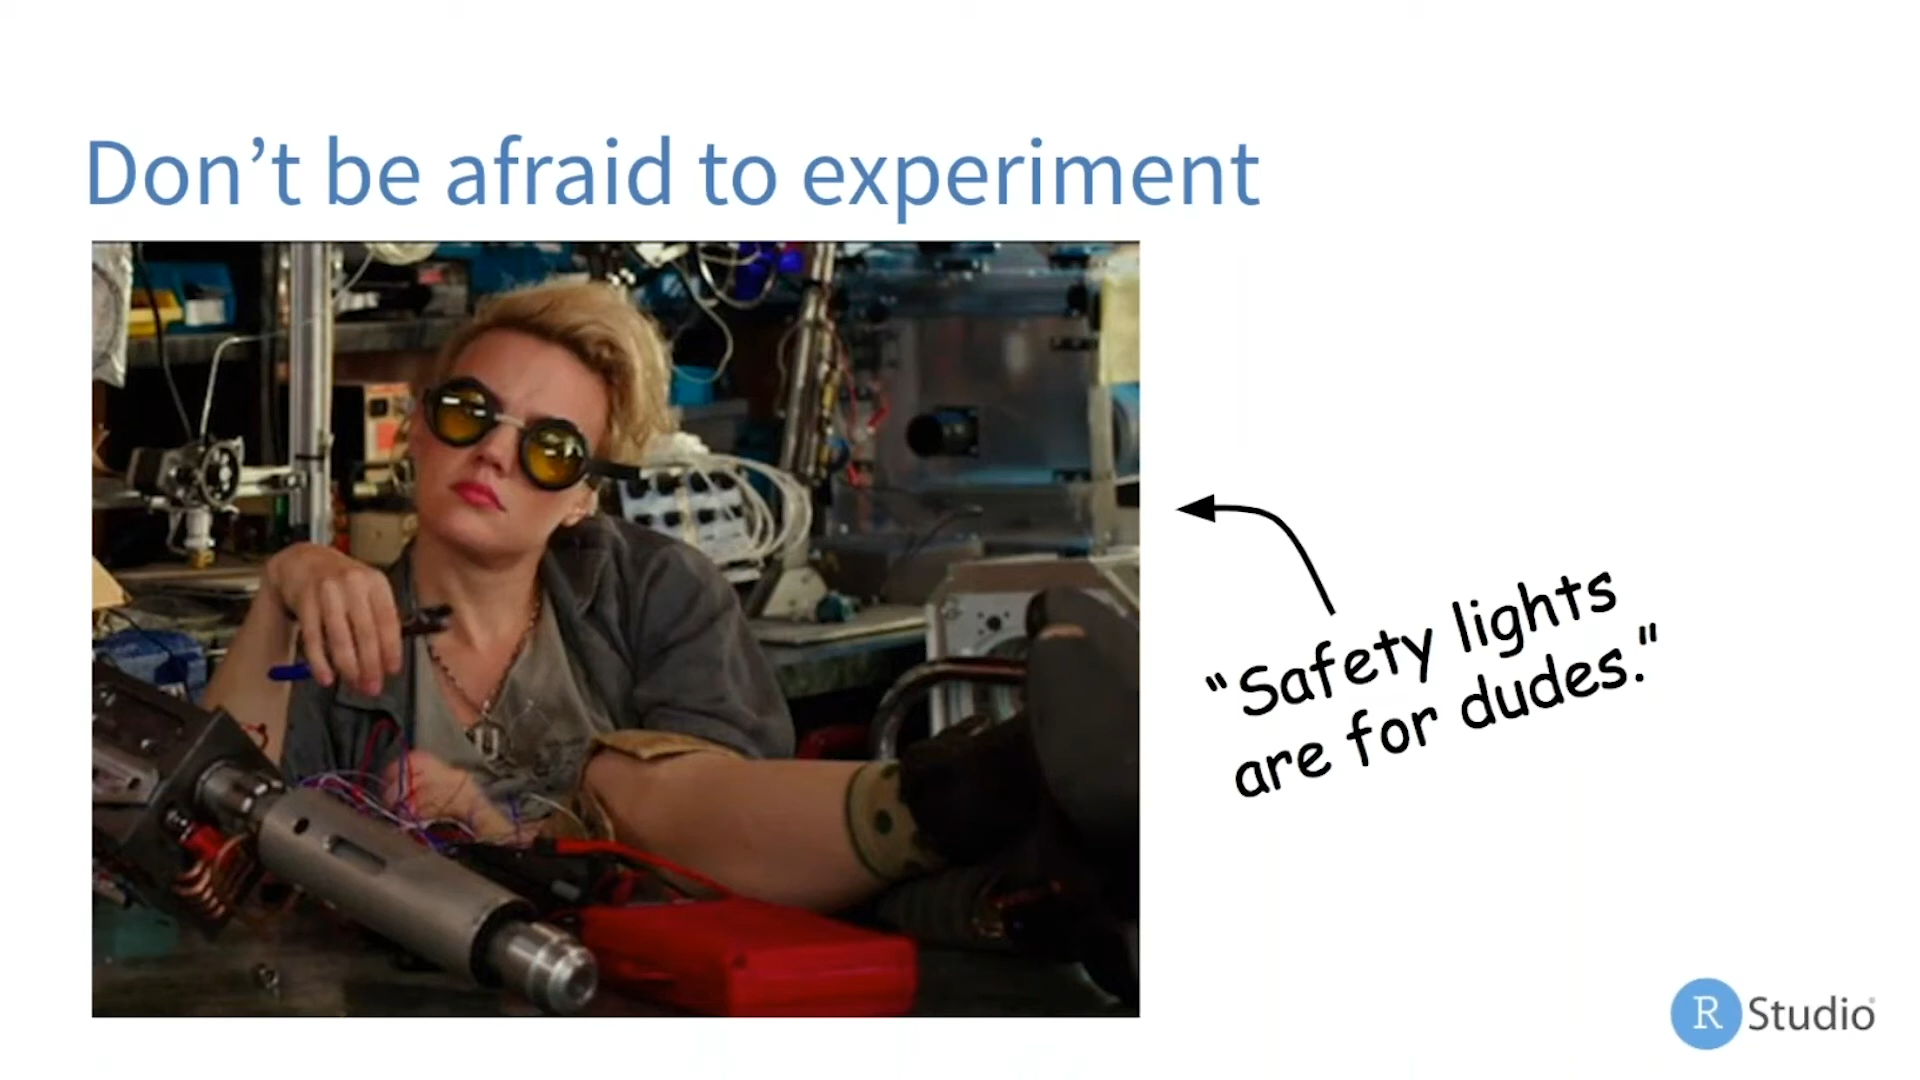 Don’t be afraid to experiment
“Safety lights
are for dudes."
R Studio